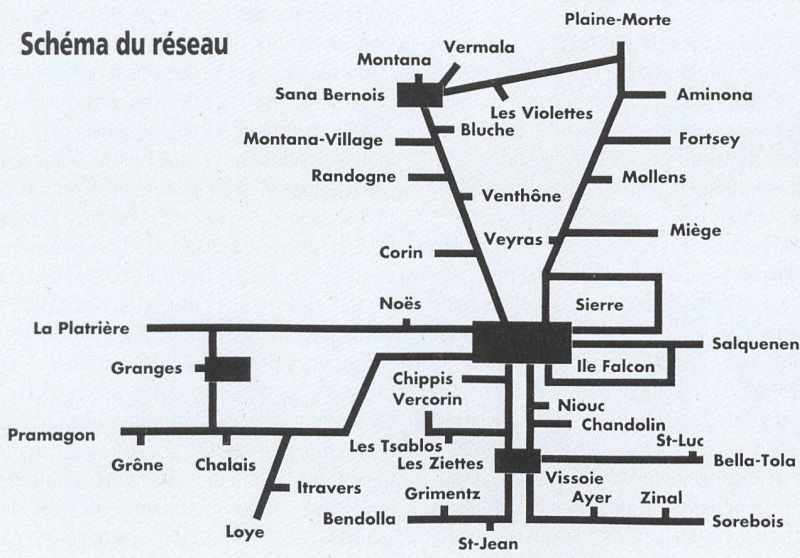 Schéma du réseau
Plaine-Morte
Vermala
Montana
Sana Bernois
Les Violettes
Aminona
Bluche
Montana-Village
Fortsey
Randogne
Mollens
Venthône
Miège
Veyras
Corin
Noës
Sierre
La Platrière
Salquenen
Granges
Ile Falcon
Chippis
Vercorin
Niouc
Chandolin
Pramagon
Les Tsablos
St-Luc
Grône
Chalais
Les Ziettes
Bella-Tola
Vissoie
Itravers
Grimentz
Ayer
Zinal
Loye
Bendolla
Sorebois
St-Jean